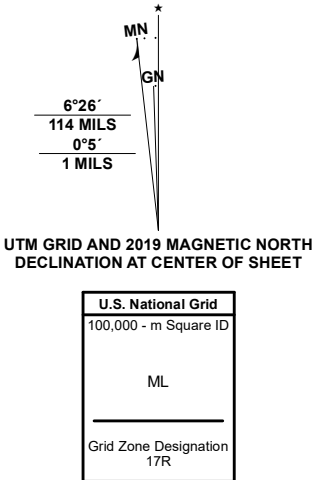 ★
MN
GN
6°26´
114 MILS
0°5´
1 MILS
UTM GRID AND 2019 MAGNETIC NORTH
DECLINATION AT CENTER OF SHEET
U.S. National Grid
100,000 - m Square ID
ML
Grid Zone Designation
17R